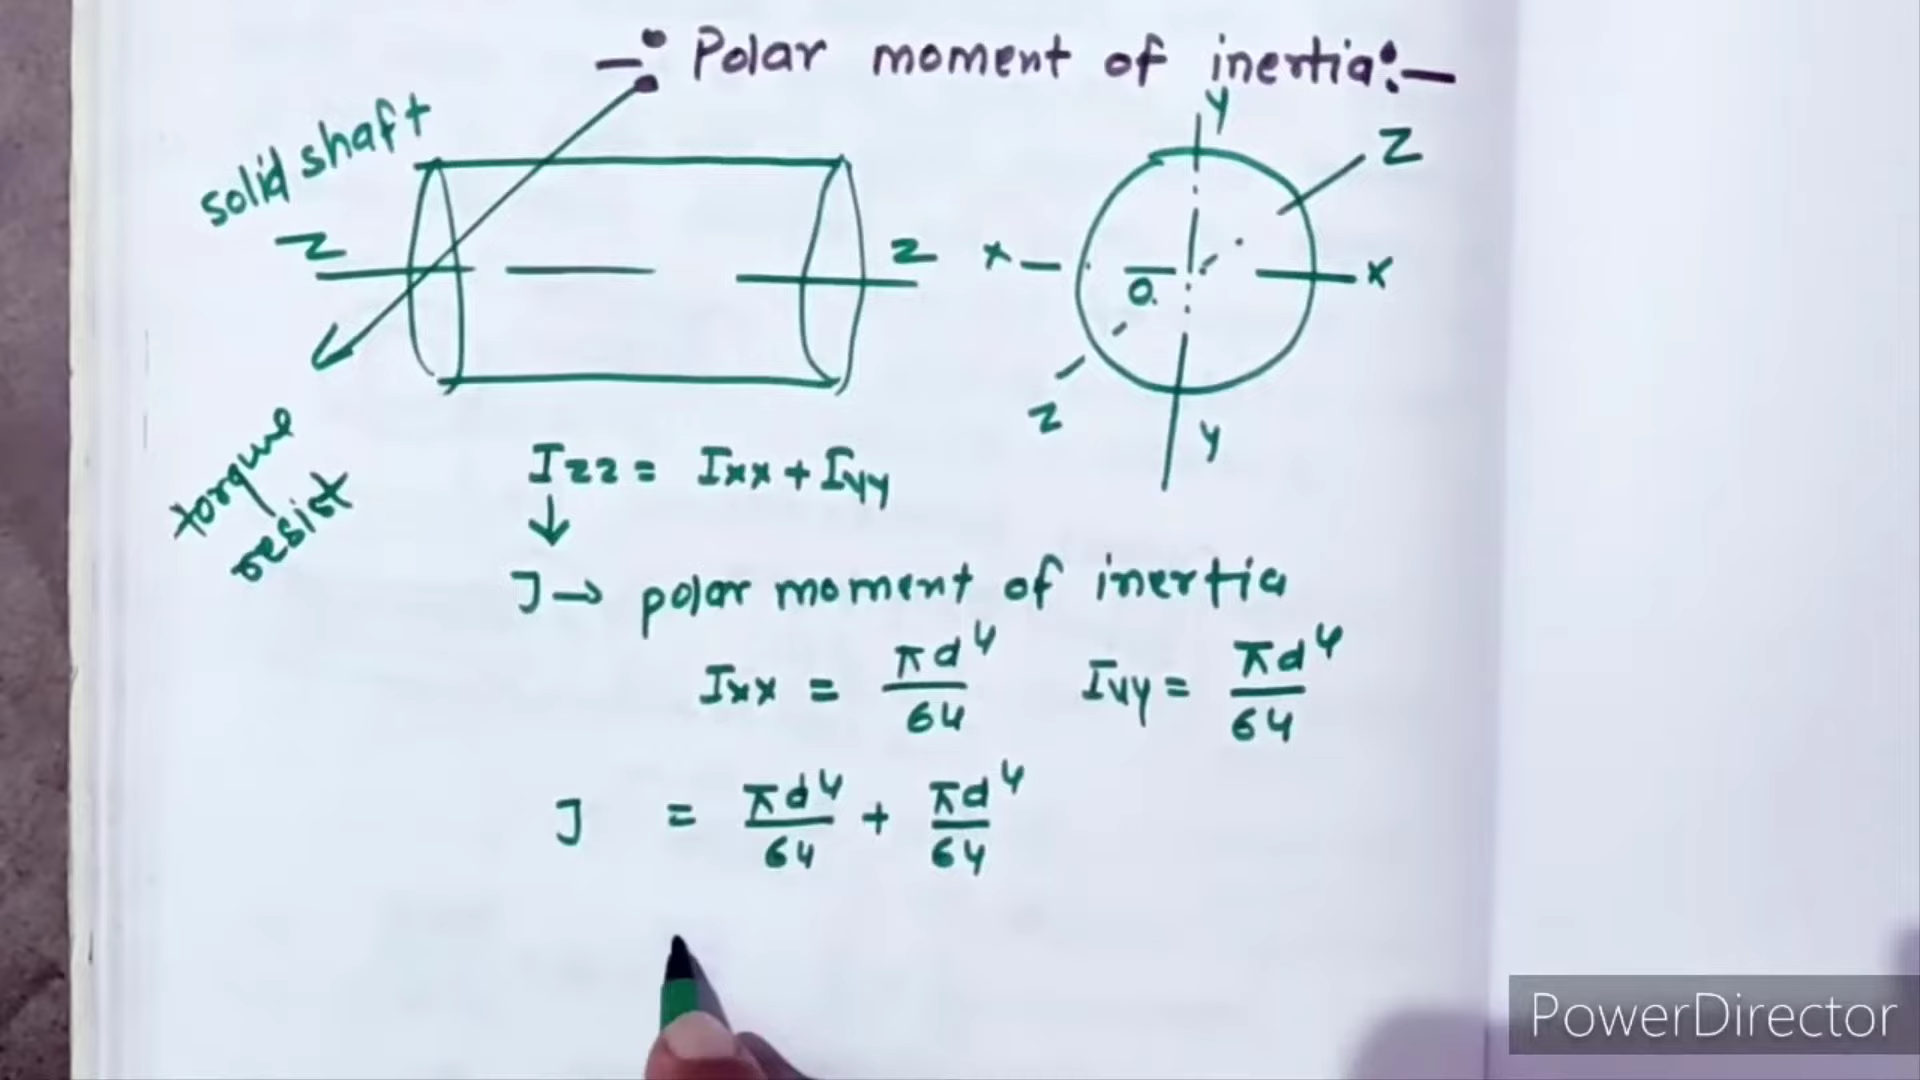 -: Polar moment of inertia:-
solid shaft
Z Z
torque
resist
Y
Z
x O. x
Z
Y
Izz = Ixx + Iyy
↓
J → polar moment of inertia
Ixx = πd⁴/64 Iyy = πd⁴/64
J = πd⁴/64 + πd⁴/64
PowerDirector